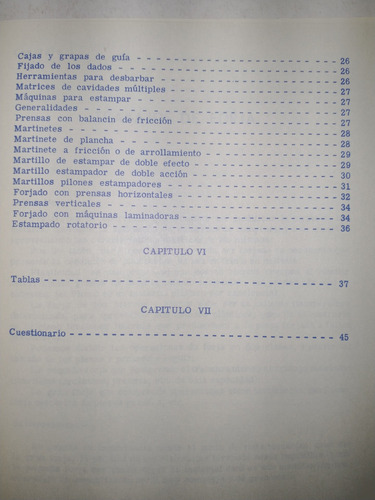 Cajas y grapas de guía - - - - - - - - - - - - - - - - - - - - - - - - 26
Fijado de los dados - - - - - - - - - - - - - - - - - - - - - - - - - - 26
Herramientas para desbarbar - - - - - - - - - - - - - - - - - - - - 26
Matrices de cavidades múltiples - - - - - - - - - - - - - - - - - - 27
Máquinas para estampar - - - - - - - - - - - - - - - - - - - - - - - 27
Generalidades - - - - - - - - - - - - - - - - - - - - - - - - - - - - - 27
Prensas con balancin de fricción - - - - - - - - - - - - - - - - - - 27
Martinetes - - - - - - - - - - - - - - - - - - - - - - - - - - - - - - - 28
Martinete de plancha - - - - - - - - - - - - - - - - - - - - - - - - - 28
Martinete a fricción o de arrollamiento - - - - - - - - - - - - - - 29
Martillo de estampar de doble efecto - - - - - - - - - - - - - - - 29
Martillo estampador de doble acción - - - - - - - - - - - - - - - 30
Martillos pilones estampadores - - - - - - - - - - - - - - - - - - 31
Forjado con prensas horizontales - - - - - - - - - - - - - - - - - 32
Prensas verticales - - - - - - - - - - - - - - - - - - - - - - - - - - 34
Forjado con máquinas laminadoras - - - - - - - - - - - - - - - - 34
Estampado rotatorio - - - - - - - - - - - - - - - - - - - - - - - - - 36
CAPITULO VI
Tablas - - - - - - - - - - - - - - - - - - - - - - - - - - - - - - - - - 37
CAPITULO VII
Cuestionario - - - - - - - - - - - - - - - - - - - - - - - - - - - - - 45